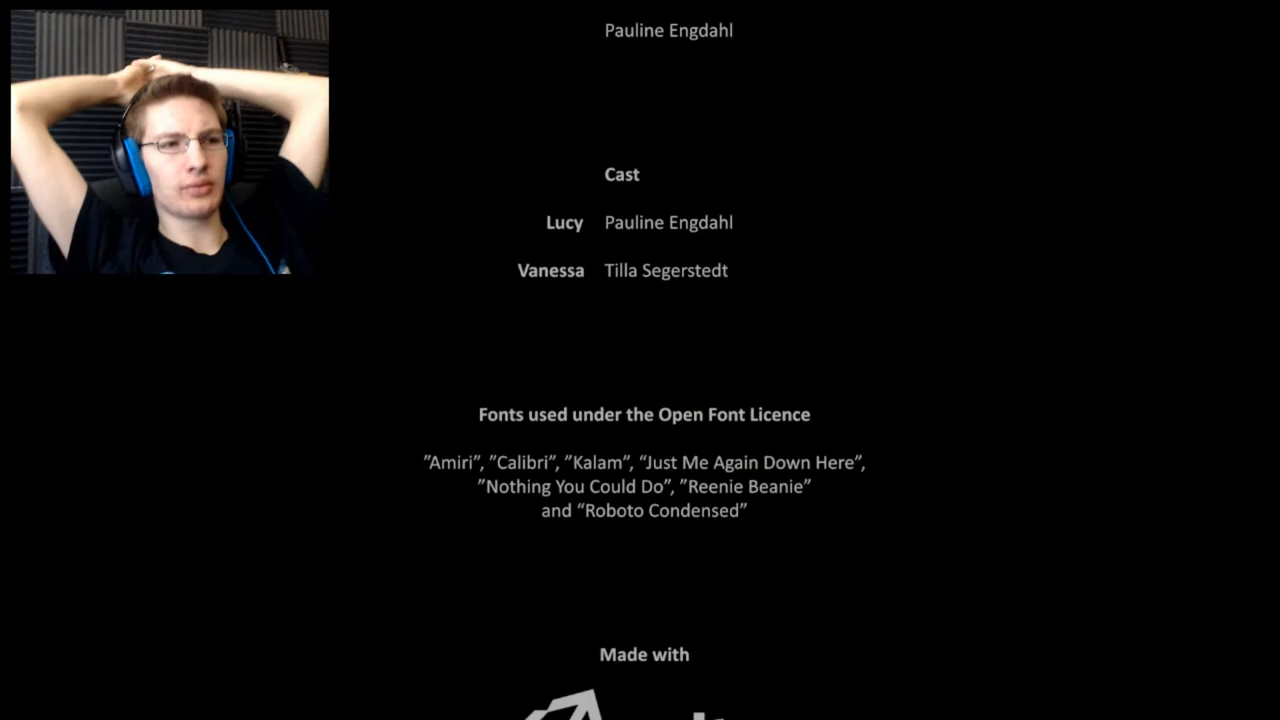 Pauline Engdahl
Cast
Lucy Pauline Engdahl
Vanessa Tilla Segerstedt
Fonts used under the Open Font Licence
”Amiri”, ”Calibri”, ”Kalam”, “Just Me Again Down Here”,
”Nothing You Could Do”, ”Reenie Beanie”
and “Roboto Condensed”
Made with